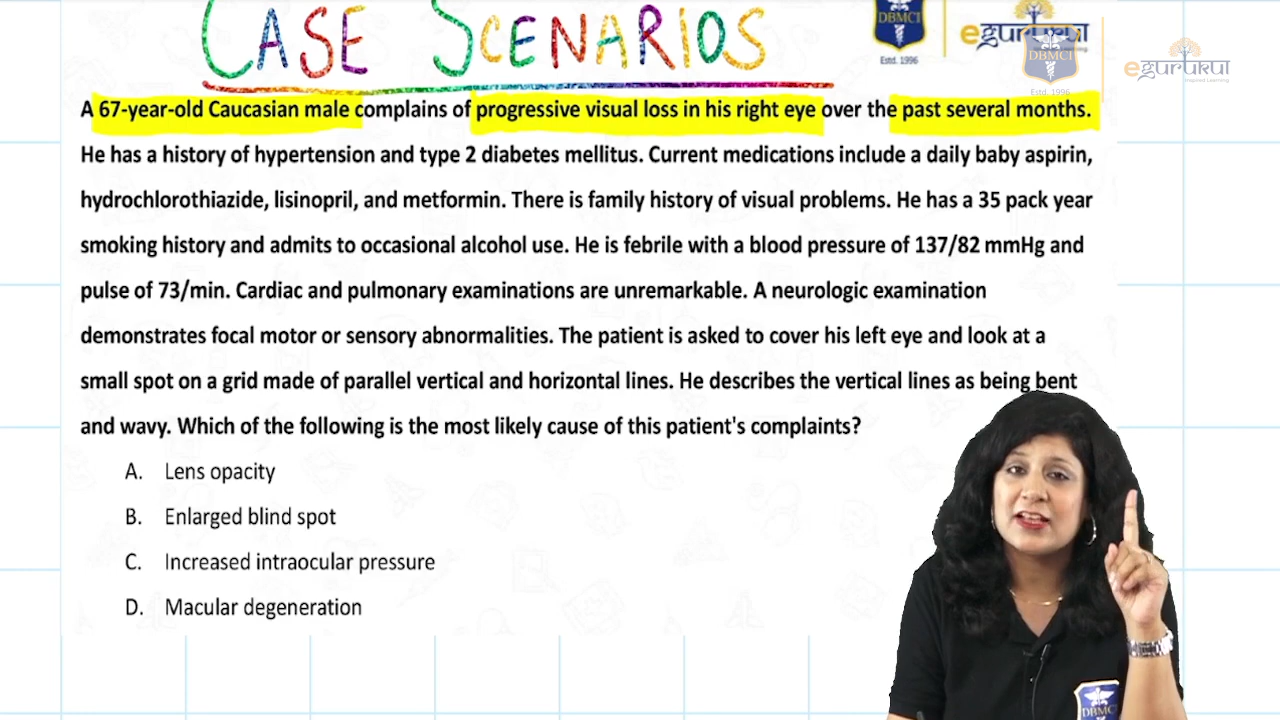 CASE SCENARIOS
DBMCI
Estd. 1996
egurukul
DBMCI
Estd. 1996
egurukul
Inspired Learning
A 67-year-old Caucasian male complains of progressive visual loss in his right eye over the past several months.
He has a history of hypertension and type 2 diabetes mellitus. Current medications include a daily baby aspirin,
hydrochlorothiazide, lisinopril, and metformin. There is family history of visual problems. He has a 35 pack year
smoking history and admits to occasional alcohol use. He is febrile with a blood pressure of 137/82 mmHg and
pulse of 73/min. Cardiac and pulmonary examinations are unremarkable. A neurologic examination
demonstrates focal motor or sensory abnormalities. The patient is asked to cover his left eye and look at a
small spot on a grid made of parallel vertical and horizontal lines. He describes the vertical lines as being bent
and wavy. Which of the following is the most likely cause of this patient's complaints?
A. Lens opacity
B. Enlarged blind spot
C. Increased intraocular pressure
D. Macular degeneration
DBMCI